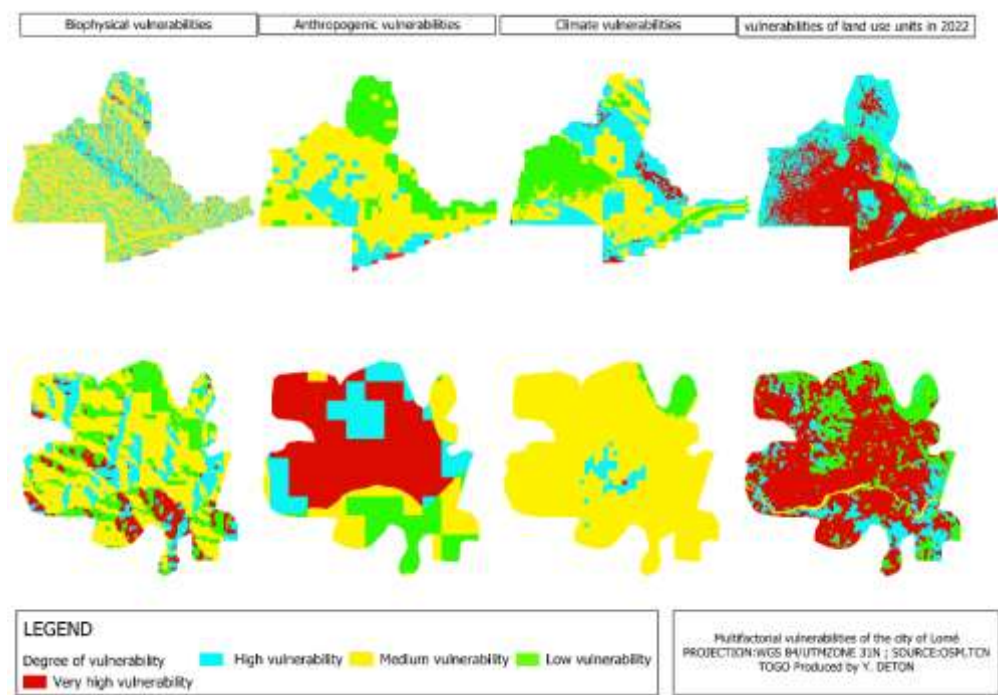 Biophysical vulnerabilities
Anthropogenic vulnerabilities
Climate vulnerabilities
vulnerabilities of land use units in 2022
LEGEND
Degree of vulnerability
High vulnerability
Medium vulnerability
Low vulnerability
Very high vulnerability
Multifactorial vulnerabilities of the city of Lomé
PROJECTION:WGS 84/UTMZONE 31N ; SOURCE:OSM,TCN
TOGO Produced by Y. DETON